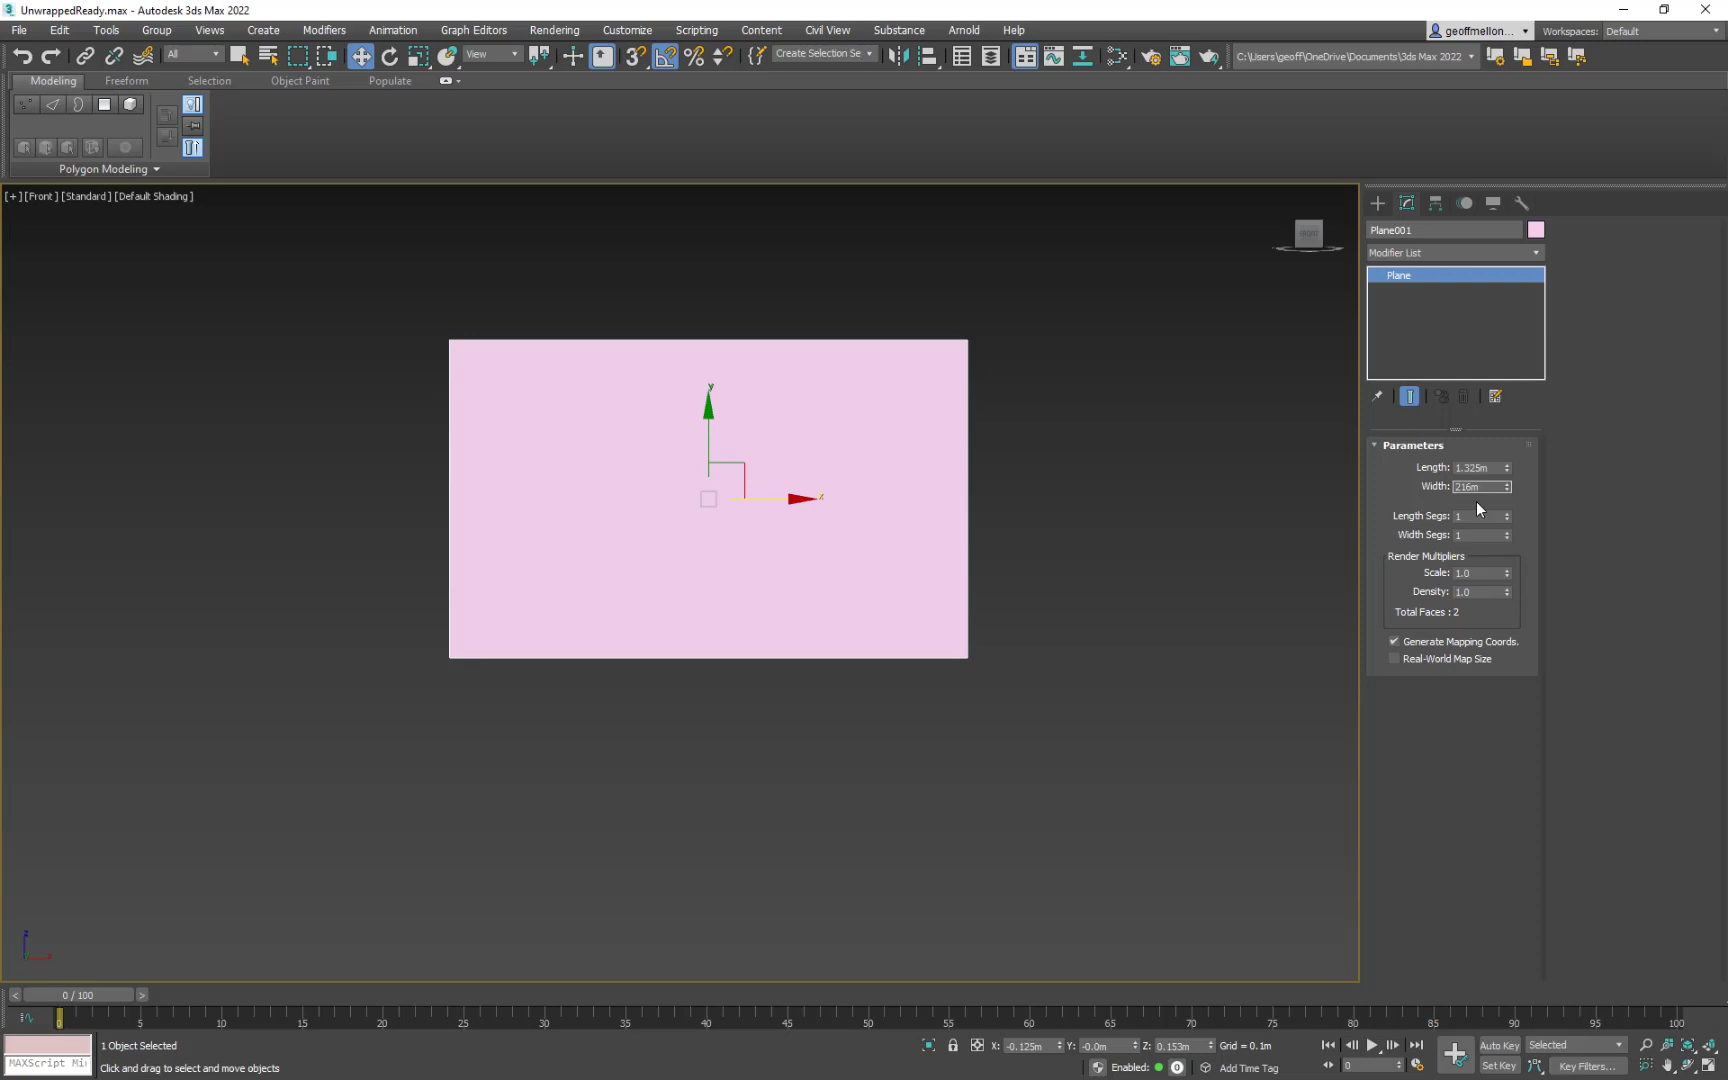 UnwrappedReady.max - Autodesk 3ds Max 2022
File Edit Tools Group Views Create Modifiers Animation Graph Editors Rendering Customize Scripting Content Civil View Substance Arnold Help
geoffmellon... Workspaces: Default
All View Create Selection Se C:\Users\geoff\OneDrive\Documents\3ds Max 2022
Modeling Freeform Selection Object Paint Populate
Polygon Modeling
[+] [Front] [Standard] [Default Shading]
FRONT
Plane001
Modifier List
Plane
Parameters
Length: 1.325m
Width: 216m
Length Segs: 1
Width Segs: 1
Render Multipliers
Scale: 1.0
Density: 1.0
Total Faces : 2
Generate Mapping Coords.
Real-World Map Size
y
x
z
x
< 0 / 100 >
0 5 10 15 20 25 30 35 40 45 50 55 60 65 70 75 80 85 90 95 100
1 Object Selected
X: -0.125m Y: -0.0m Z: 0.153m Grid = 0.1m
Auto Key Selected
MAXScript Mi
Click and drag to select and move objects
Enabled: 0 Add Time Tag
0
Set Key Key Filters...